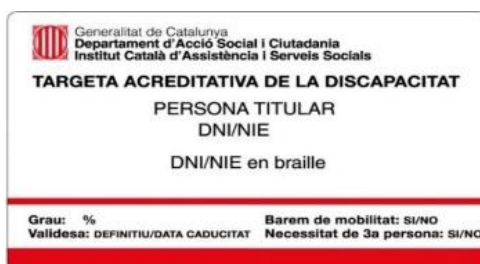 Generalitat de Catalunya
Departament d'Acció Social i Ciutadania
Institut Català d'Assistència i Serveis Socials
TARGETA ACREDITATIVA DE LA DISCAPACITAT
PERSONA TITULAR
DNI/NIE
DNI/NIE en braille
Grau: % Barem de mobilitat: SI/NO
Validesa: DEFINITIU/DATA CADUCITAT Necessitat de 3a persona: SI/NO